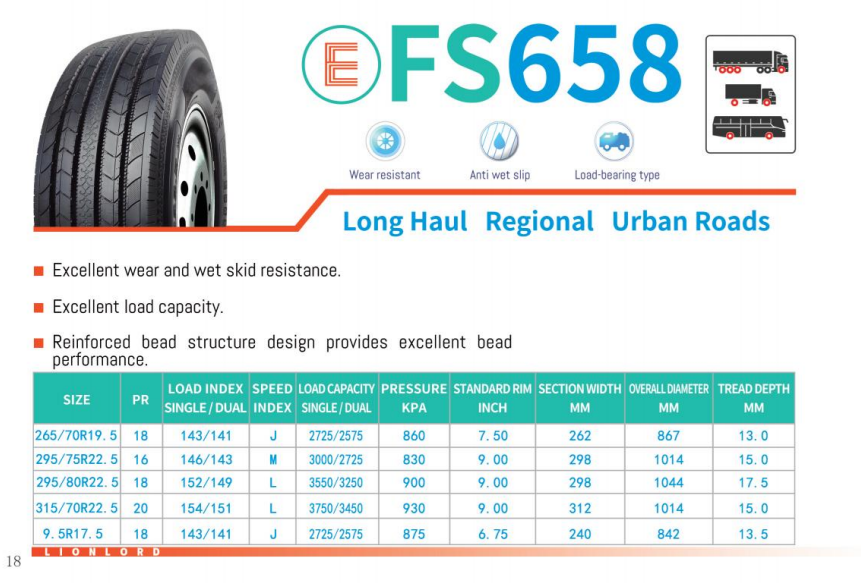 E FS658
Wear resistant Anti wet slip Load-bearing type
Long Haul Regional Urban Roads
Excellent wear and wet skid resistance.
Excellent load capacity.
Reinforced bead structure design provides excellent bead
performance.
SIZE PR LOAD INDEX SINGLE / DUAL SPEED INDEX LOAD CAPACITY SINGLE / DUAL PRESSURE KPA STANDARD RIM INCH SECTION WIDTH MM OVERALL DIAMETER MM TREAD DEPTH MM
265/70R19.5 18 143/141 J 2725/2575 860 7.50 262 867 13.0
295/75R22.5 16 146/143 M 3000/2725 830 9.00 298 1014 15.0
295/80R22.5 18 152/149 L 3550/3250 900 9.00 298 1044 17.5
315/70R22.5 20 154/151 L 3750/3450 930 9.00 312 1014 15.0
9.5R17.5 18 143/141 J 2725/2575 875 6.75 240 842 13.5
LIONLORD
18